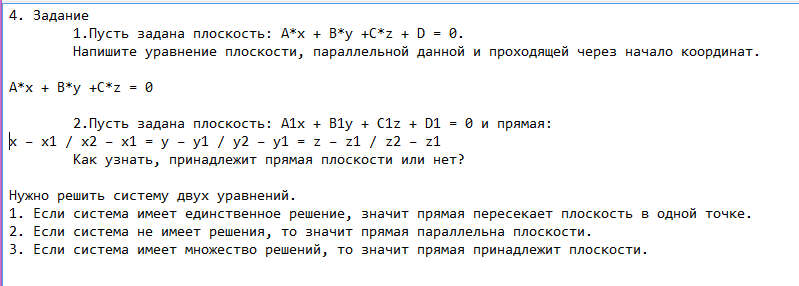 4. Задание
1.Пусть задана плоскость: A*x + B*y +C*z + D = 0.
Напишите уравнение плоскости, параллельной данной и проходящей через начало координат.
A*x + B*y +C*z = 0
2.Пусть задана плоскость: A1x + B1y + C1z + D1 = 0 и прямая:
x – x1 / x2 – x1 = y – y1 / y2 – y1 = z – z1 / z2 – z1
Как узнать, принадлежит прямая плоскости или нет?
Нужно решить систему двух уравнений.
1. Если система имеет единственное решение, значит прямая пересекает плоскость в одной точке.
2. Если система не имеет решения, то значит прямая параллельна плоскости.
3. Если система имеет множество решений, то значит прямая принадлежит плоскости.